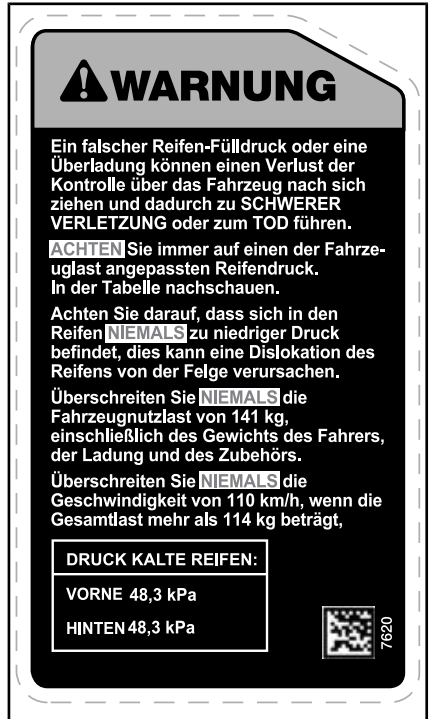 WARNUNG
Ein falscher Reifen-Fülldruck oder eine
Überladung können einen Verlust der
Kontrolle über das Fahrzeug nach sich
ziehen und dadurch zu SCHWERER
VERLETZUNG oder zum TOD führen.
ACHTEN Sie immer auf einen der Fahrze-
uglast angepassten Reifendruck.
In der Tabelle nachschauen.
Achten Sie darauf, dass sich in den
Reifen NIEMALS zu niedriger Druck
befindet, dies kann eine Dislokation des
Reifens von der Felge verursachen.
Überschreiten Sie NIEMALS die
Fahrzeugnutzlast von 141 kg,
einschließlich des Gewichts des Fahrers,
der Ladung und des Zubehörs.
Überschreiten Sie NIEMALS die
Geschwindigkeit von 110 km/h, wenn die
Gesamtlast mehr als 114 kg beträgt,
DRUCK KALTE REIFEN:
VORNE 48,3 kPa
HINTEN 48,3 kPa
7620